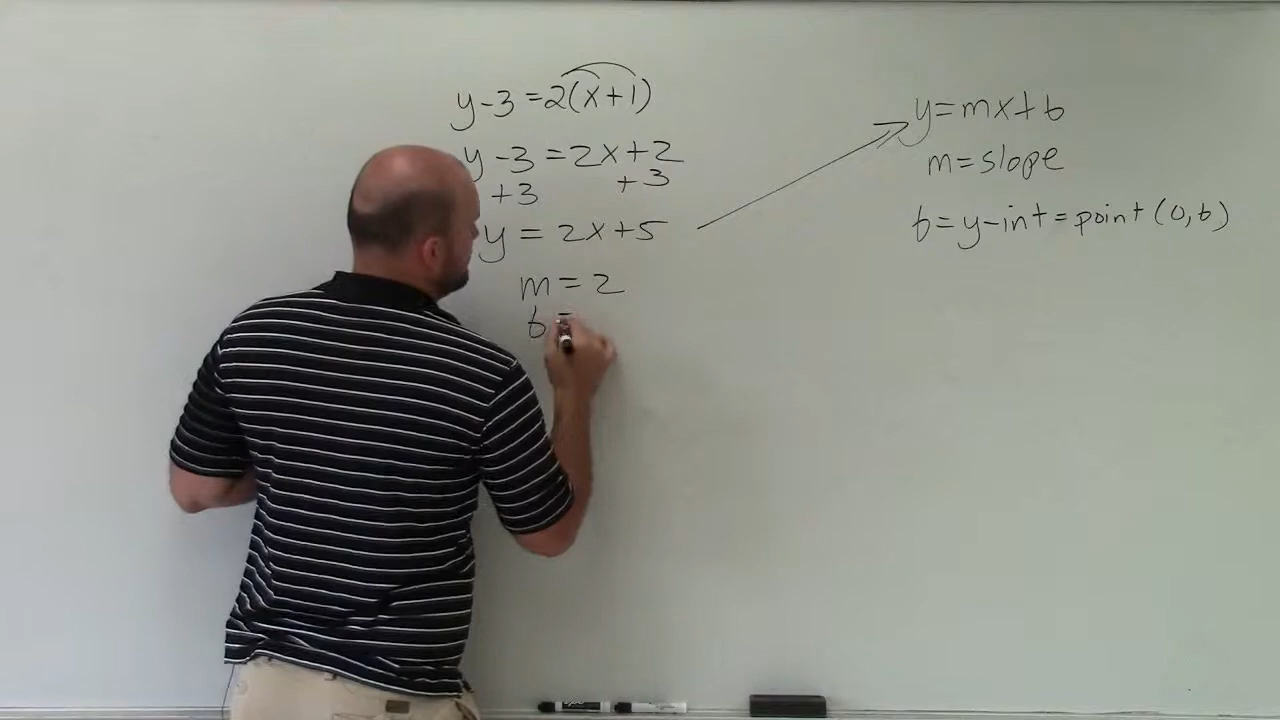 y-3 =2(x+1)
y-3 =2x+2
+3 +3
y = 2x+5
m = 2
b =
y=mx+b
m=slope
b=y-int=point (0,b)